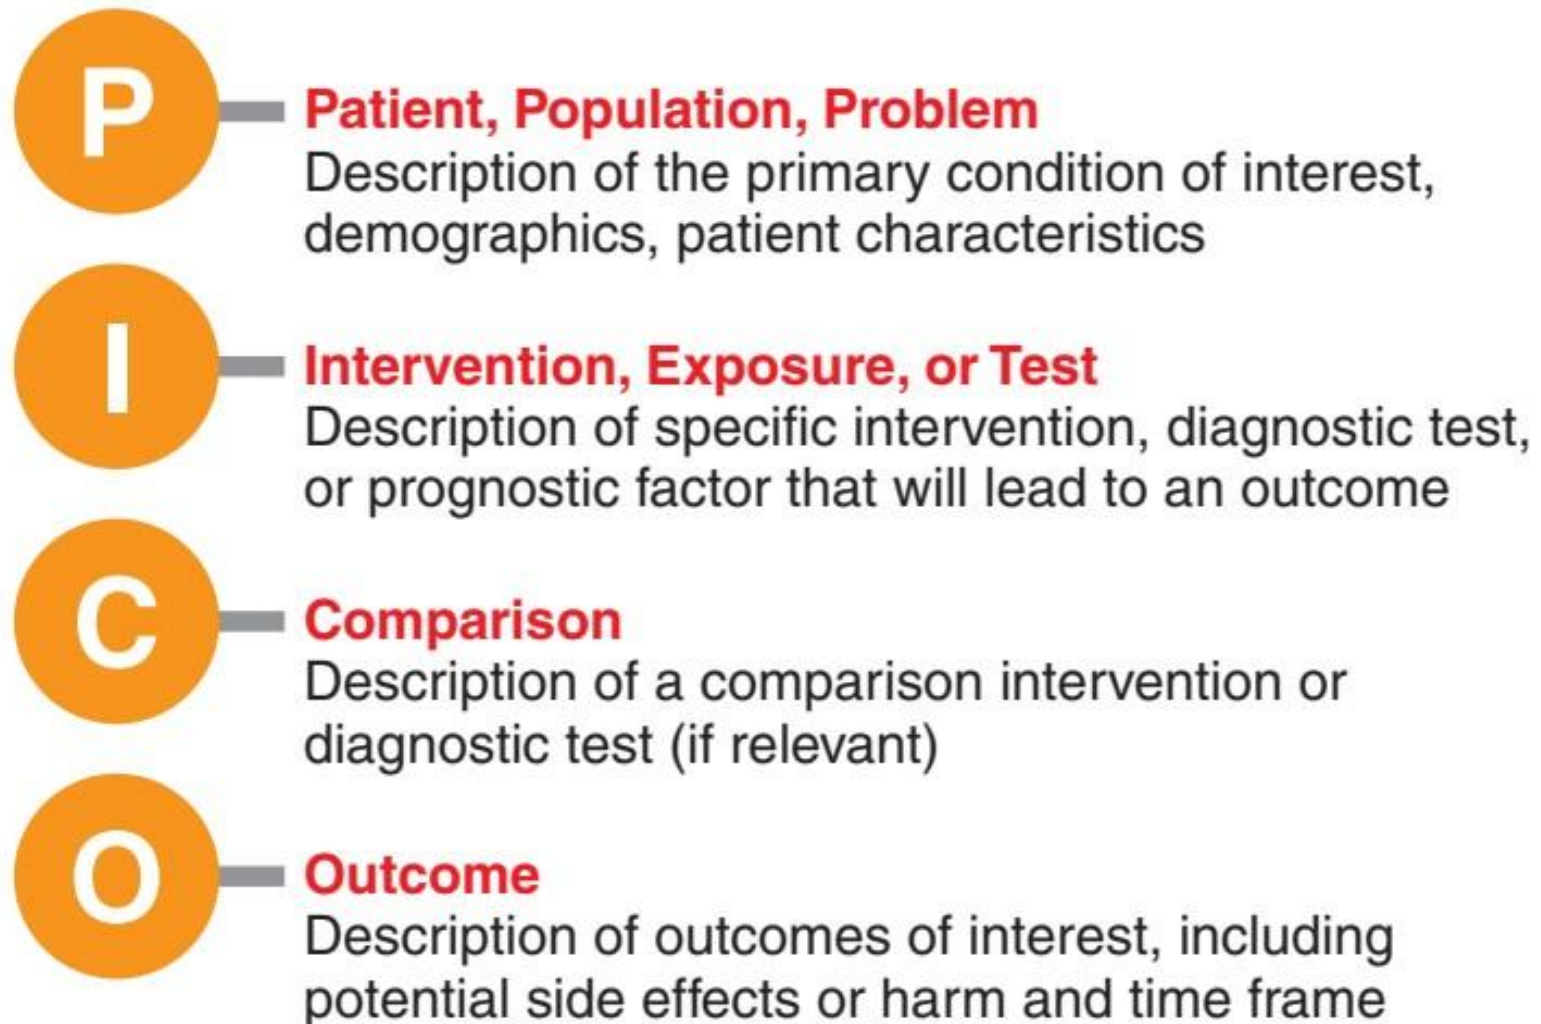 P
Patient, Population, Problem
Description of the primary condition of interest,
demographics, patient characteristics
I
Intervention, Exposure, or Test
Description of specific intervention, diagnostic test,
or prognostic factor that will lead to an outcome
C
Comparison
Description of a comparison intervention or
diagnostic test (if relevant)
O
Outcome
Description of outcomes of interest, including
potential side effects or harm and time frame